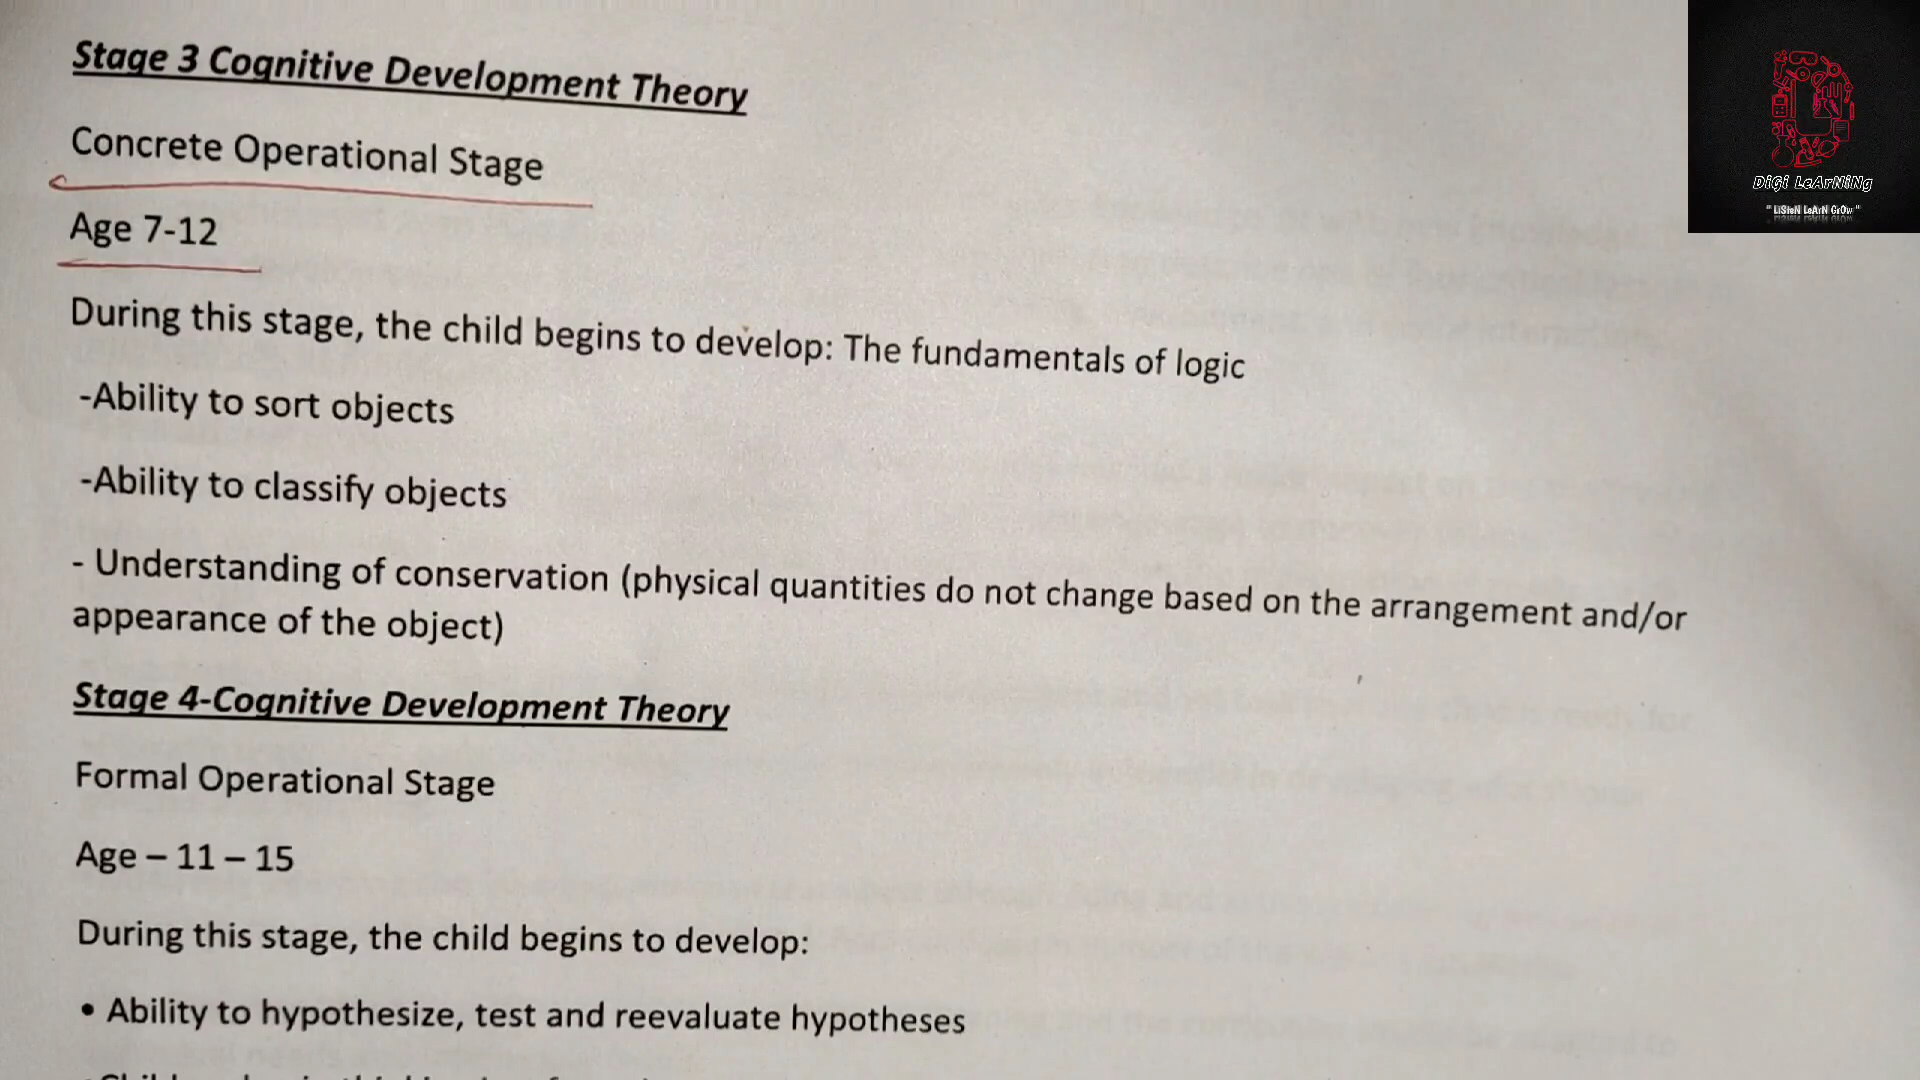 Stage 3 Cognitive Development Theory
Concrete Operational Stage
Age 7-12
During this stage, the child begins to develop: The fundamentals of logic
-Ability to sort objects
-Ability to classify objects
- Understanding of conservation (physical quantities do not change based on the arrangement and/or
appearance of the object)
Stage 4-Cognitive Development Theory
Formal Operational Stage
Age – 11 – 15
During this stage, the child begins to develop:
• Ability to hypothesize, test and reevaluate hypotheses
DiGi LeArNiNg
" LiSteN LeArN GrOw "